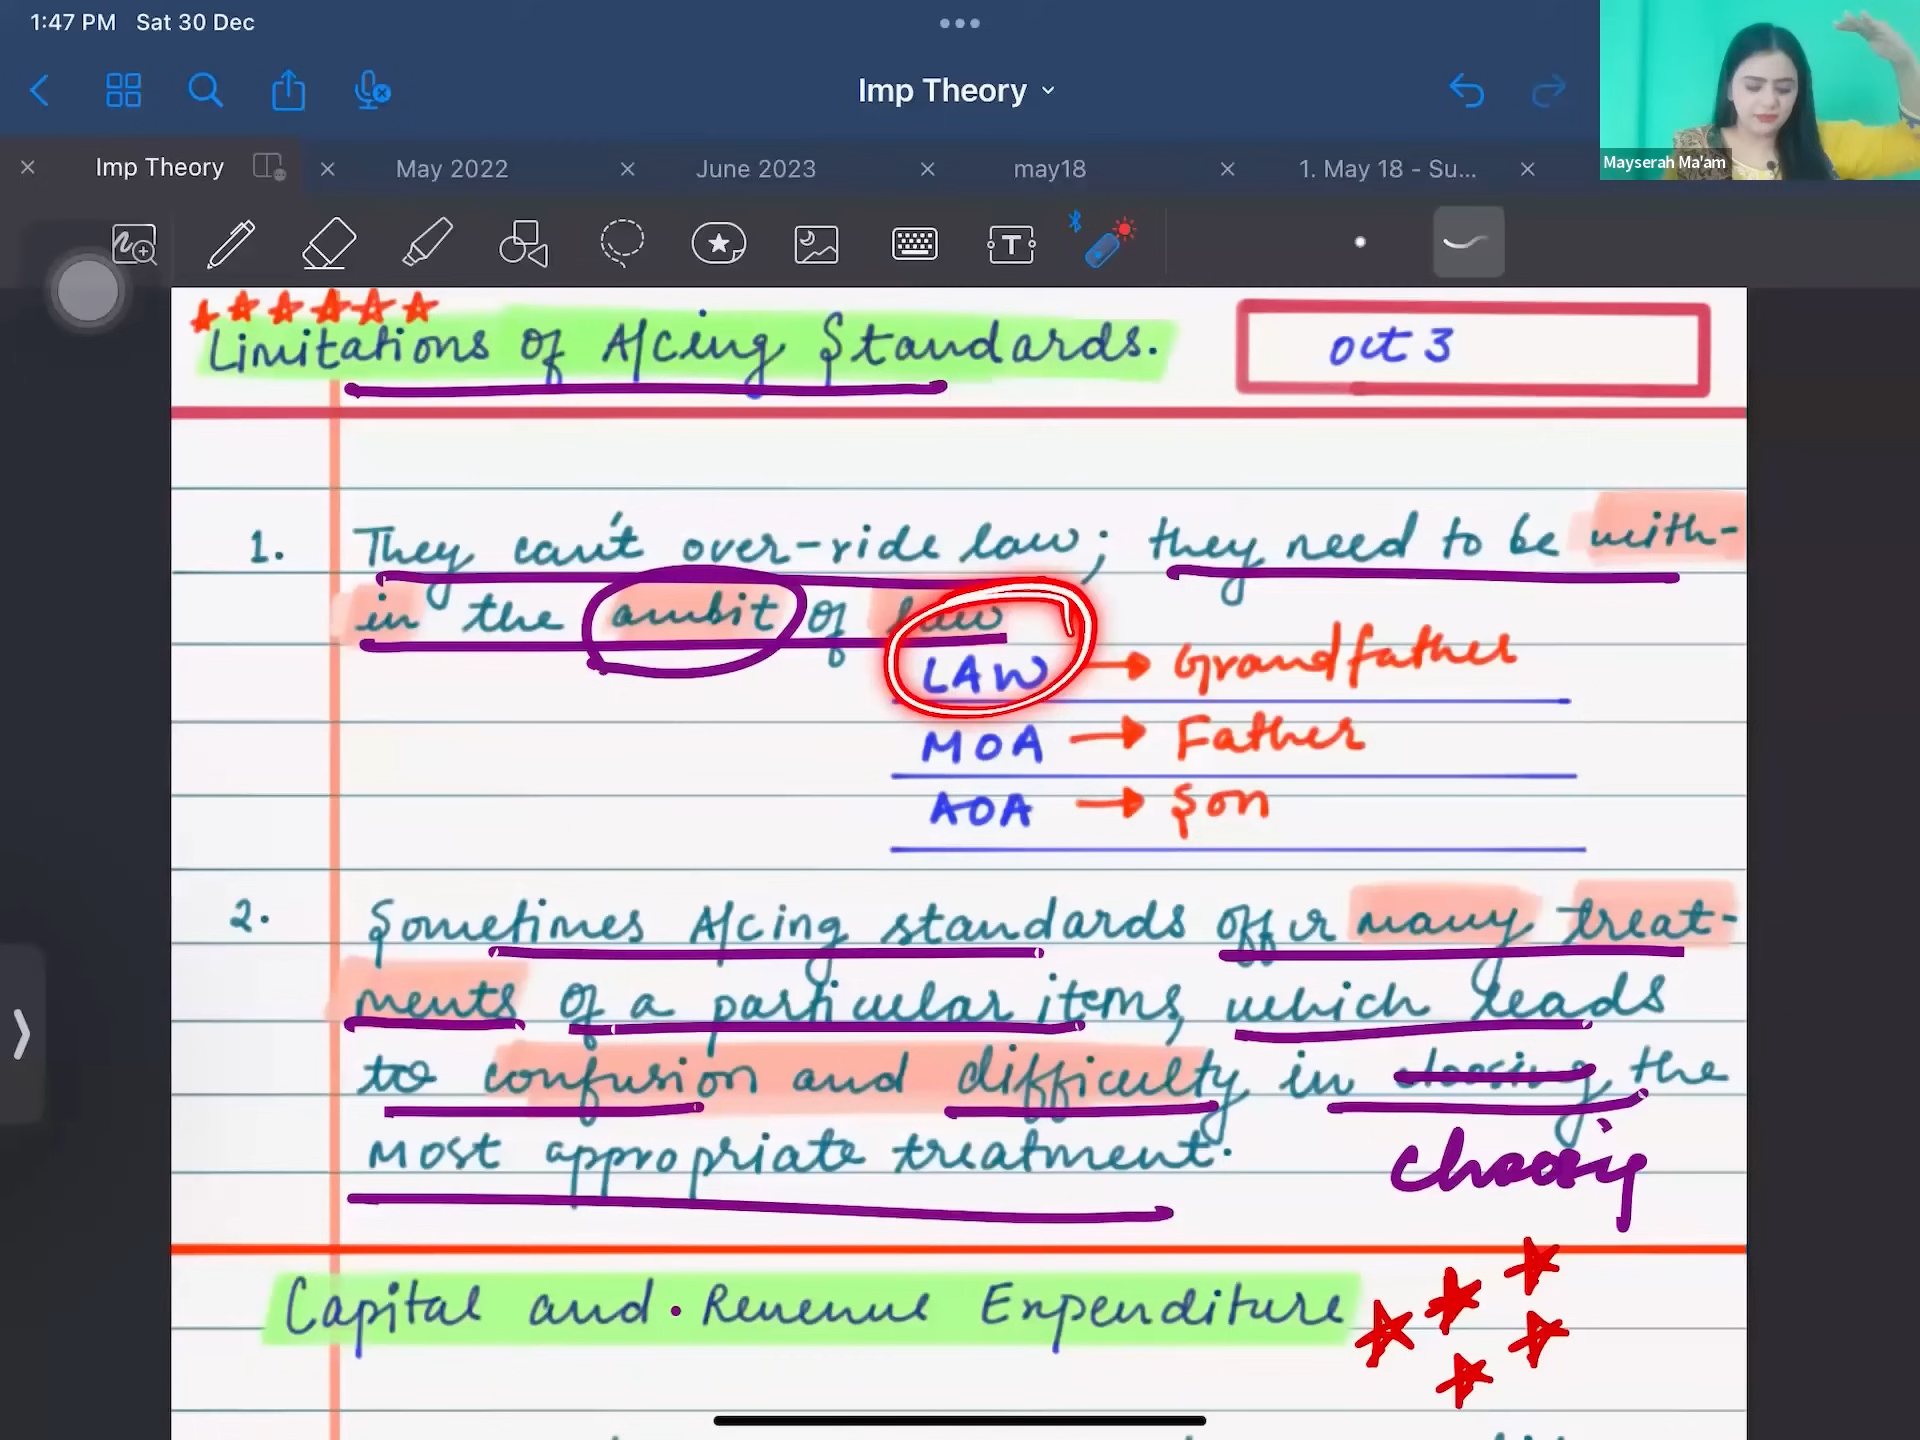 1:47 PM Sat 30 Dec
Imp Theory
Mayserah Ma'am
Imp Theory
May 2022
June 2023
may18
1. May 18 - Su...
Limitations of A/cing Standards.
oct 3
1. They can't over-ride law; they need to be with-
in the ambit of law
LAW → Grandfather
MOA → Father
AOA → Son
2. Sometimes A/cing standards offer many treat-
ments of a particular items, which leads
to confusion and difficulty in choosing the
most appropriate treatment.
choosing
Capital and Revenue Expenditure